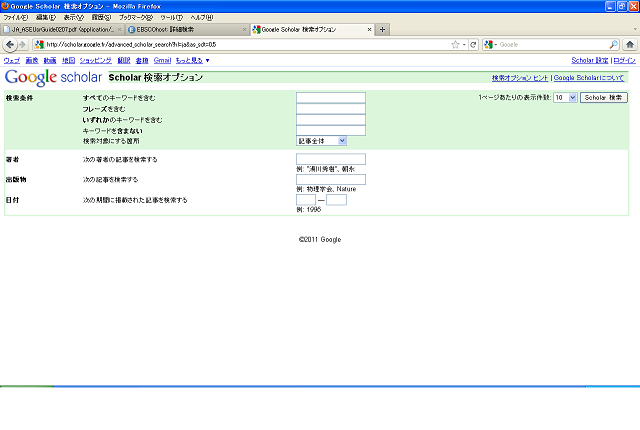 Google Scholar 検索オプション - Mozilla Firefox
ファイル(F) 編集(E) 表示(V) 履歴(S) ブックマーク(B) ツール(T) ヘルプ(H)
JA_ASEUserGuide0207.pdf (application/... EBSCOhost: 詳細検索 Google Scholar 検索オプション
http://scholar.google.fr/advanced_scholar_search?hl=ja&as_sdt=0,5 Google
ウェブ 画像 動画 地図 ショッピング Gmail もっと見る ▼ Scholar 設定 | ログイン
Google scholar Scholar 検索オプション 検索オプション ヒント | Google Scholarについて
検索条件 すべてのキーワードを含む 1ページあたりの表示件数: 10 Scholar 検索
フレーズを含む
いずれかのキーワードを含む
キーワードを含まない
検索対象にする箇所 記事全体
著者 次の著者の記事を検索する
例: "湯川秀樹"、朝永
出版物 次の記事を検索する
例: 物理学会、Nature
日付 次の期間に掲載された記事を検索する —
例: 1996
©2011 Google